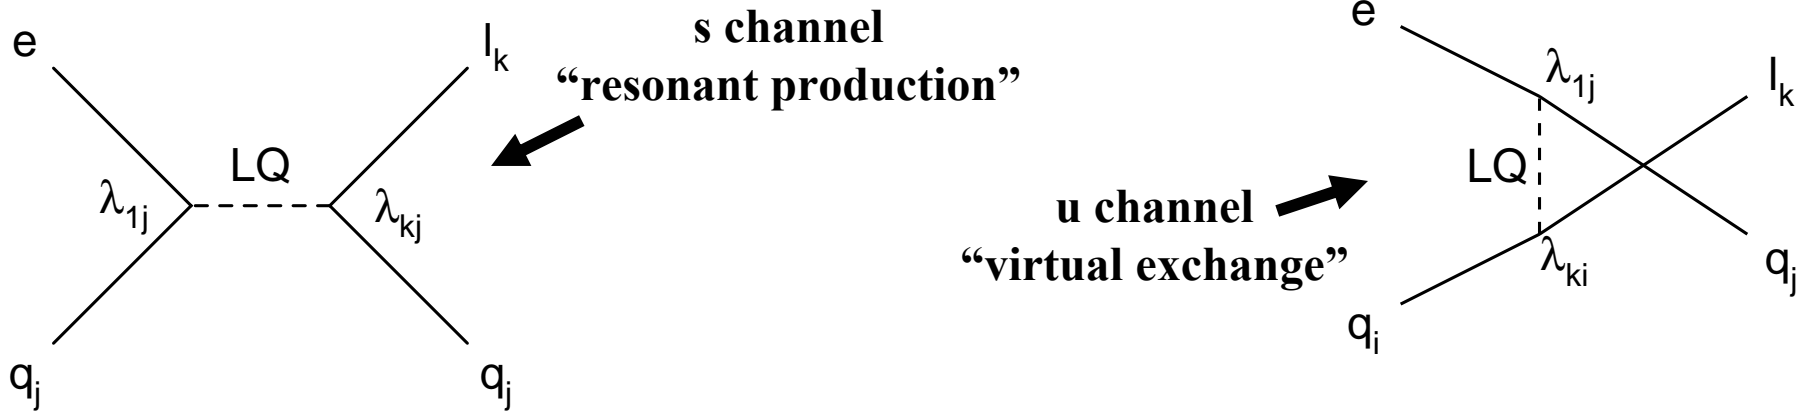 e
l_k
s channel
“resonant production”
LQ
λ_1j
λ_kj
q_j
q_j
e
λ_1j
l_k
LQ
u channel
“virtual exchange”
λ_ki
q_j
q_i